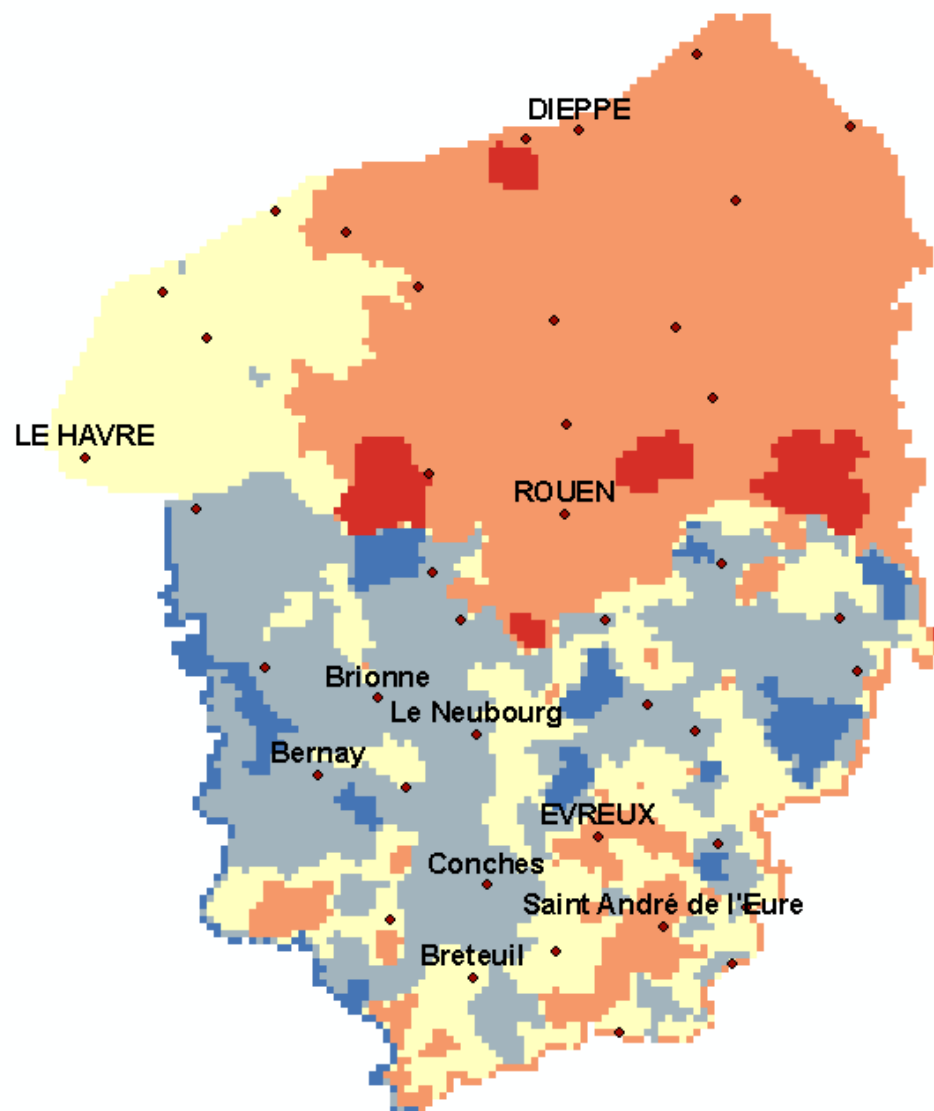 DIEPPE
LE HAVRE
ROUEN
Brionne
Le Neubourg
Bernay
EVREUX
Conches
Saint André de l'Eure
Breteuil